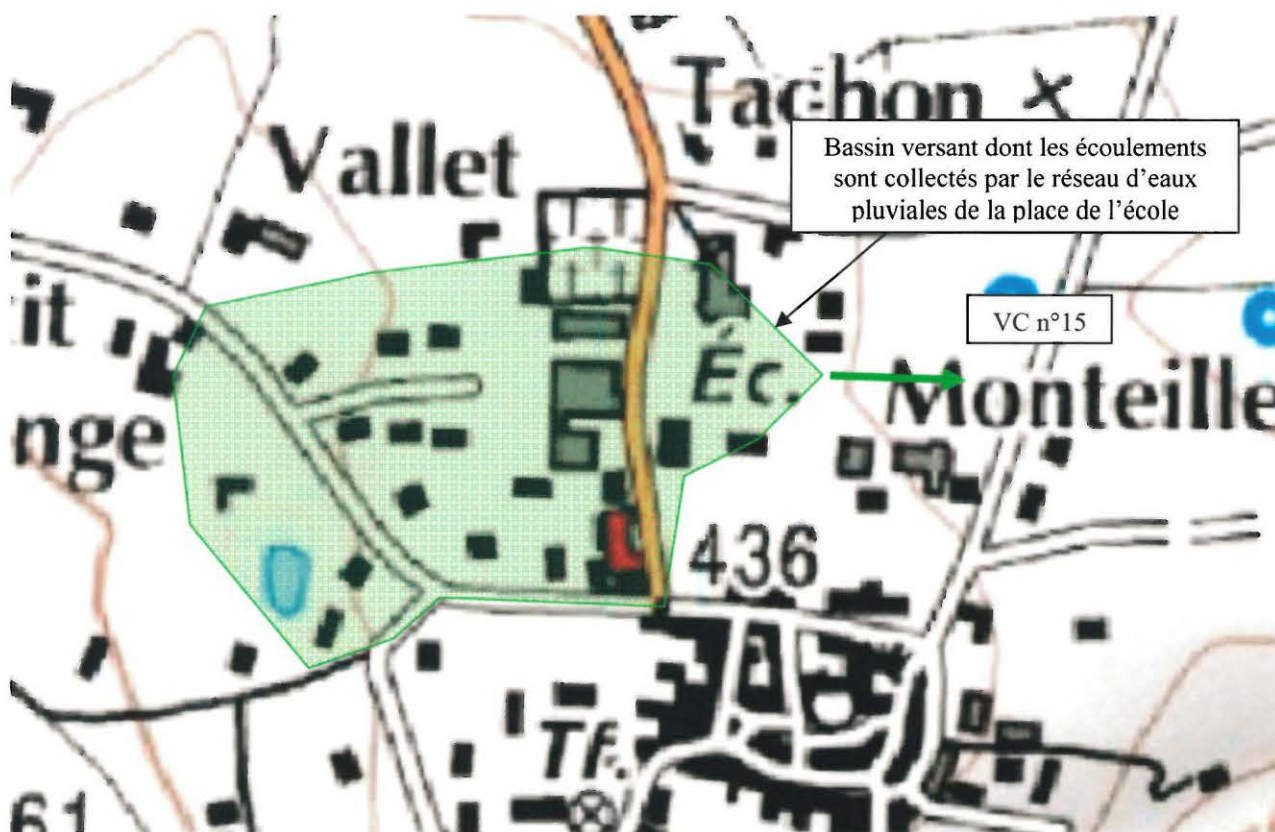 Tachon
Vallet
Bassin versant dont les écoulements
sont collectés par le réseau d'eaux
pluviales de la place de l'école
VC n°15
it
Éc.
Monteille
nge
436
Tf.
61